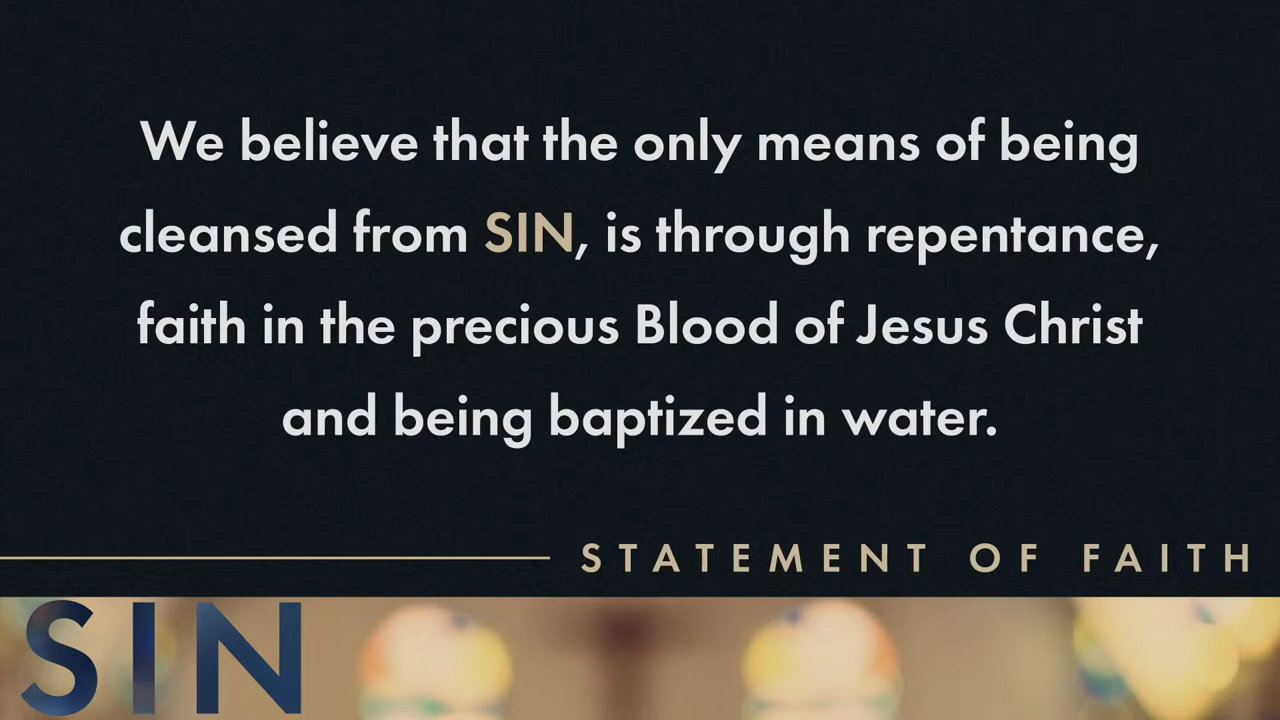 We believe that the only means of being
cleansed from SIN, is through repentance,
faith in the precious Blood of Jesus Christ
and being baptized in water.
STATEMENT OF FAITH
SIN